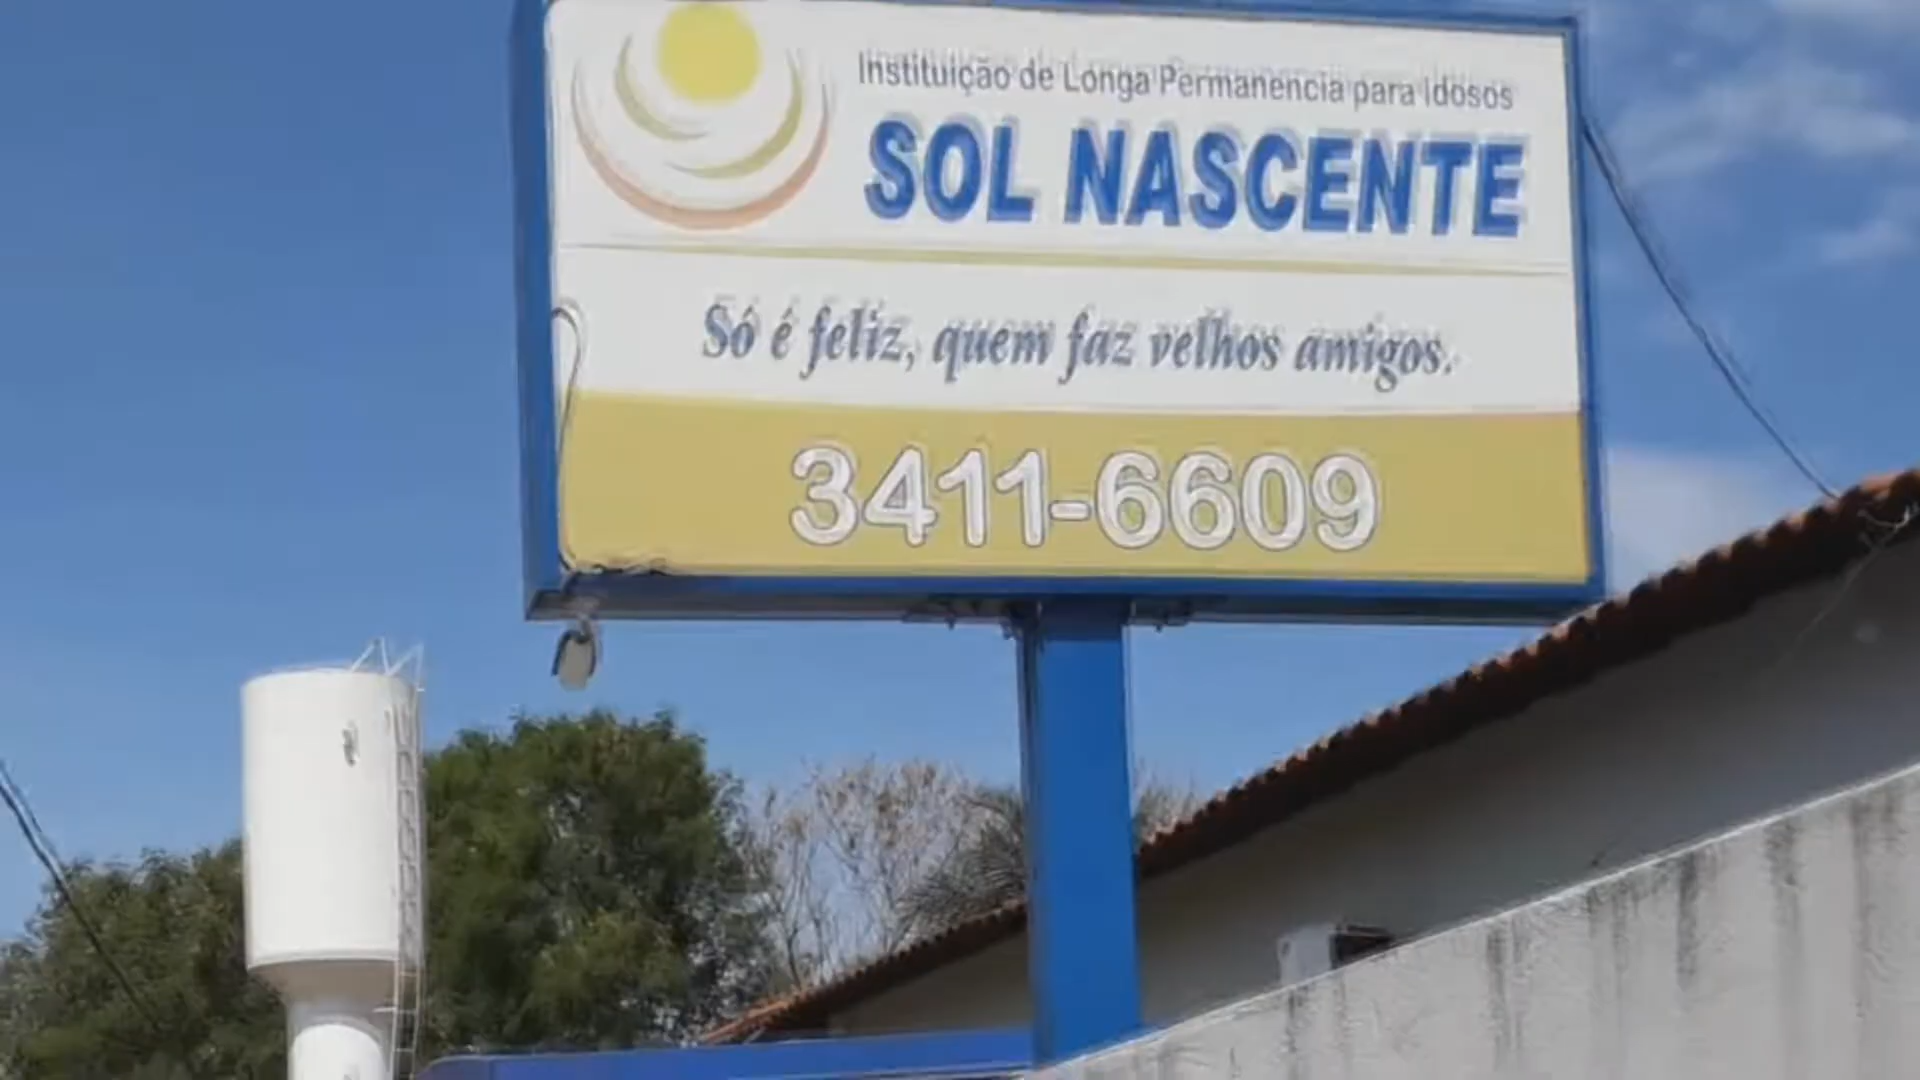 Instituição de Longa Permanencia para Idosos
SOL NASCENTE
Só é feliz, quem faz velhos amigos.
3411-6609